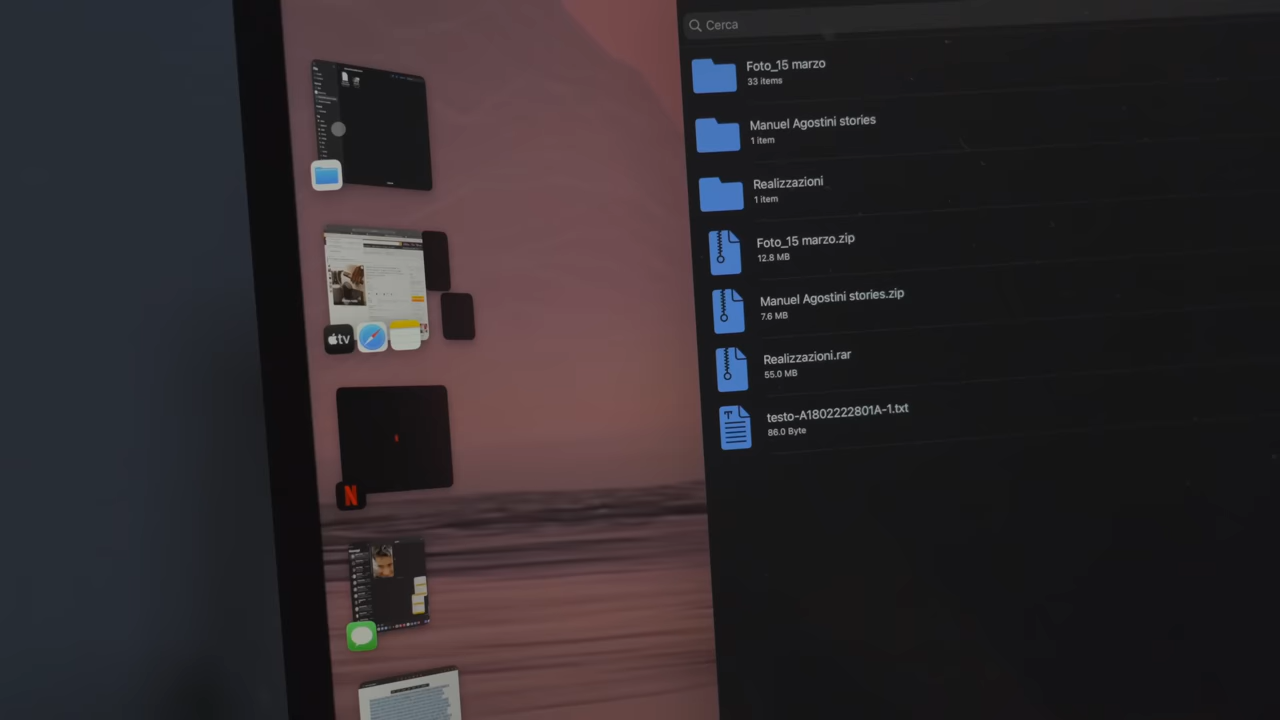 Cerca
Foto_15 marzo
33 items
Manuel Agostini stories
1 item
Realizzazioni
1 item
Foto_15 marzo.zip
12.8 MB
Manuel Agostini stories.zip
7.6 MB
Realizzazioni.rar
55.0 MB
testo-A1802222801A-1.txt
86.0 Byte
tv
N